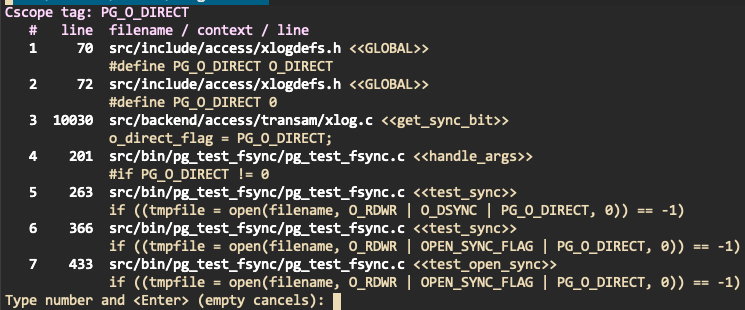 Cscope tag: PG_O_DIRECT
# line filename / context / line
1 70 src/include/access/xlogdefs.h <<GLOBAL>>
#define PG_O_DIRECT O_DIRECT
2 72 src/include/access/xlogdefs.h <<GLOBAL>>
#define PG_O_DIRECT 0
3 10030 src/backend/access/transam/xlog.c <<get_sync_bit>>
o_direct_flag = PG_O_DIRECT;
4 201 src/bin/pg_test_fsync/pg_test_fsync.c <<handle_args>>
#if PG_O_DIRECT != 0
5 263 src/bin/pg_test_fsync/pg_test_fsync.c <<test_sync>>
if ((tmpfile = open(filename, O_RDWR | O_DSYNC | PG_O_DIRECT, 0)) == -1)
6 366 src/bin/pg_test_fsync/pg_test_fsync.c <<test_sync>>
if ((tmpfile = open(filename, O_RDWR | OPEN_SYNC_FLAG | PG_O_DIRECT, 0)) == -1)
7 433 src/bin/pg_test_fsync/pg_test_fsync.c <<test_open_sync>>
if ((tmpfile = open(filename, O_RDWR | OPEN_SYNC_FLAG | PG_O_DIRECT, 0)) == -1)
Type number and <Enter> (empty cancels):